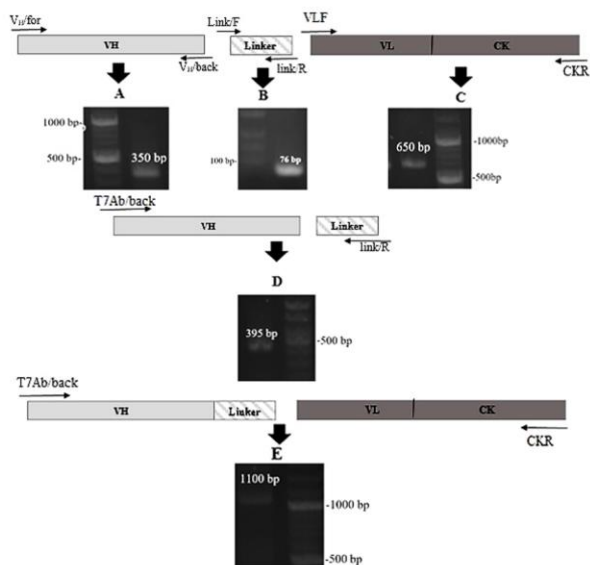 V_H/for
Link/F
VLF
VH
Linker
VL
CK
V_H/back
link/R
CKR
A
B
C
1000 bp-
500 bp-
350 bp
100 bp-
76 bp
650 bp
-1000bp
-500bp
T7Ab/back
VH
Linker
link/R
D
395 bp
-500 bp
T7Ab/back
VH
Linker
VL
CK
CKR
E
1100 bp
-1000 bp
-500 bp